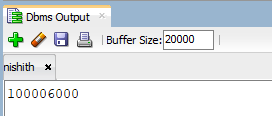 Dbms Output
Buffer Size: 20000
nishith
100006000